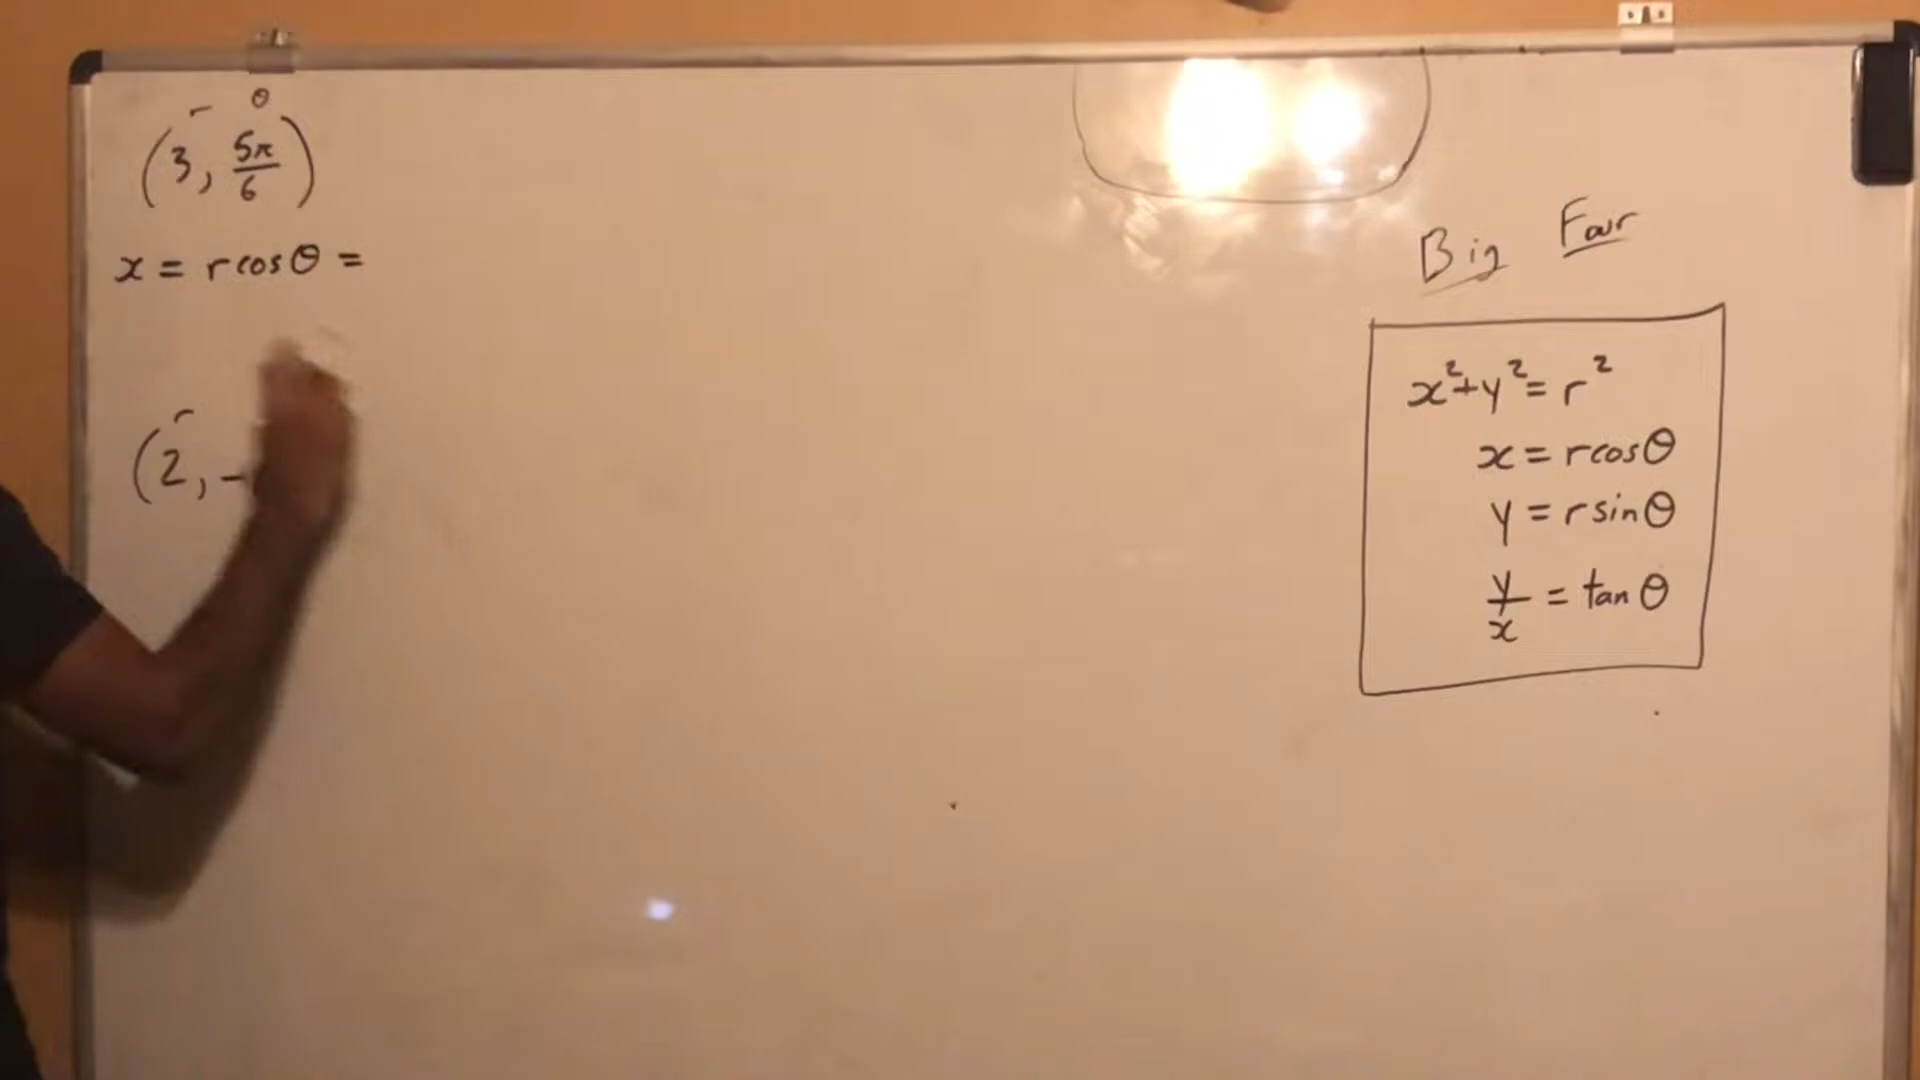 r θ
(3, 5π/6)
x = r cos θ =
r
(2, -
Big Four
x² + y² = r²
x = r cos θ
y = r sin θ
y/x = tan θ